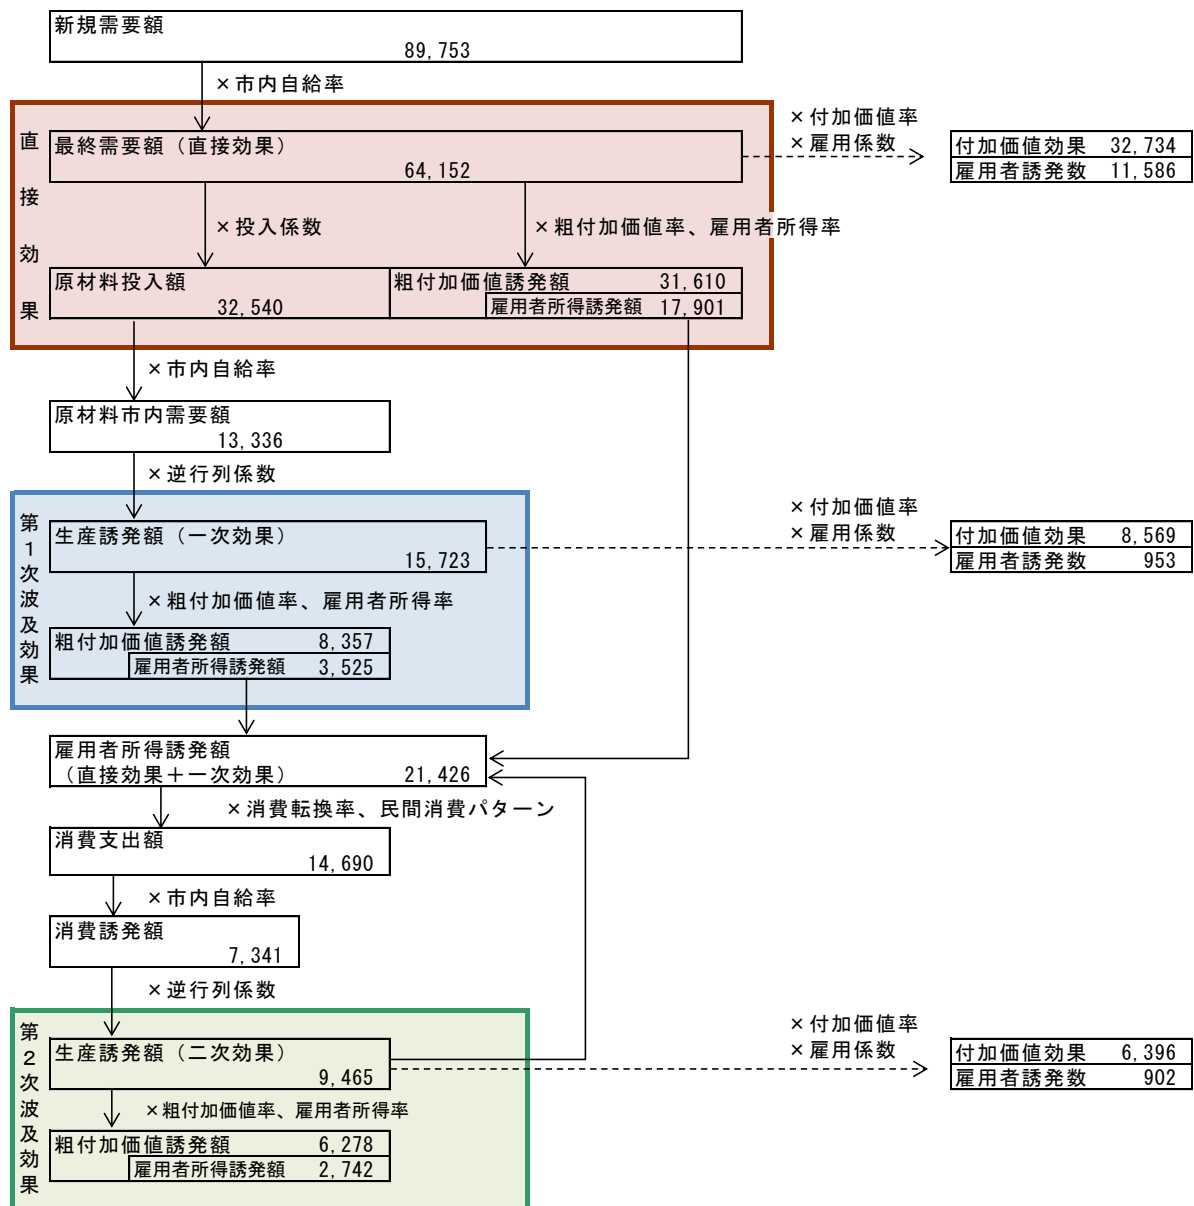 新規需要額
89,753
×市内自給率
直接効果
×付加価値率
×雇用係数
最終需要額（直接効果）
64,152
付加価値効果 32,734
雇用者誘発数 11,586
×投入係数
×粗付加価値率、雇用者所得率
原材料投入額
32,540
粗付加価値誘発額 31,610
雇用者所得誘発額 17,901
×市内自給率
原材料市内需要額
13,336
×逆行列係数
第1次波及効果
×付加価値率
×雇用係数
生産誘発額（一次効果）
15,723
付加価値効果 8,569
雇用者誘発数 953
×粗付加価値率、雇用者所得率
粗付加価値誘発額 8,357
雇用者所得誘発額 3,525
雇用者所得誘発額
（直接効果＋一次効果） 21,426
×消費転換率、民間消費パターン
消費支出額
14,690
×市内自給率
消費誘発額
7,341
×逆行列係数
第2次波及効果
×付加価値率
×雇用係数
生産誘発額（二次効果）
9,465
付加価値効果 6,396
雇用者誘発数 902
×粗付加価値率、雇用者所得率
粗付加価値誘発額 6,278
雇用者所得誘発額 2,742